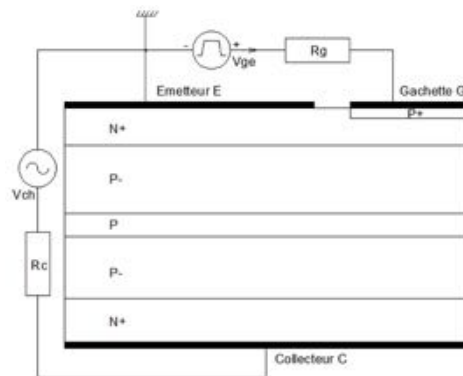 -
+
Vge
Rg
Emetteur E
Gachette G
P+
N+
P-
Vch
P
Rc
P-
N+
Collecteur C